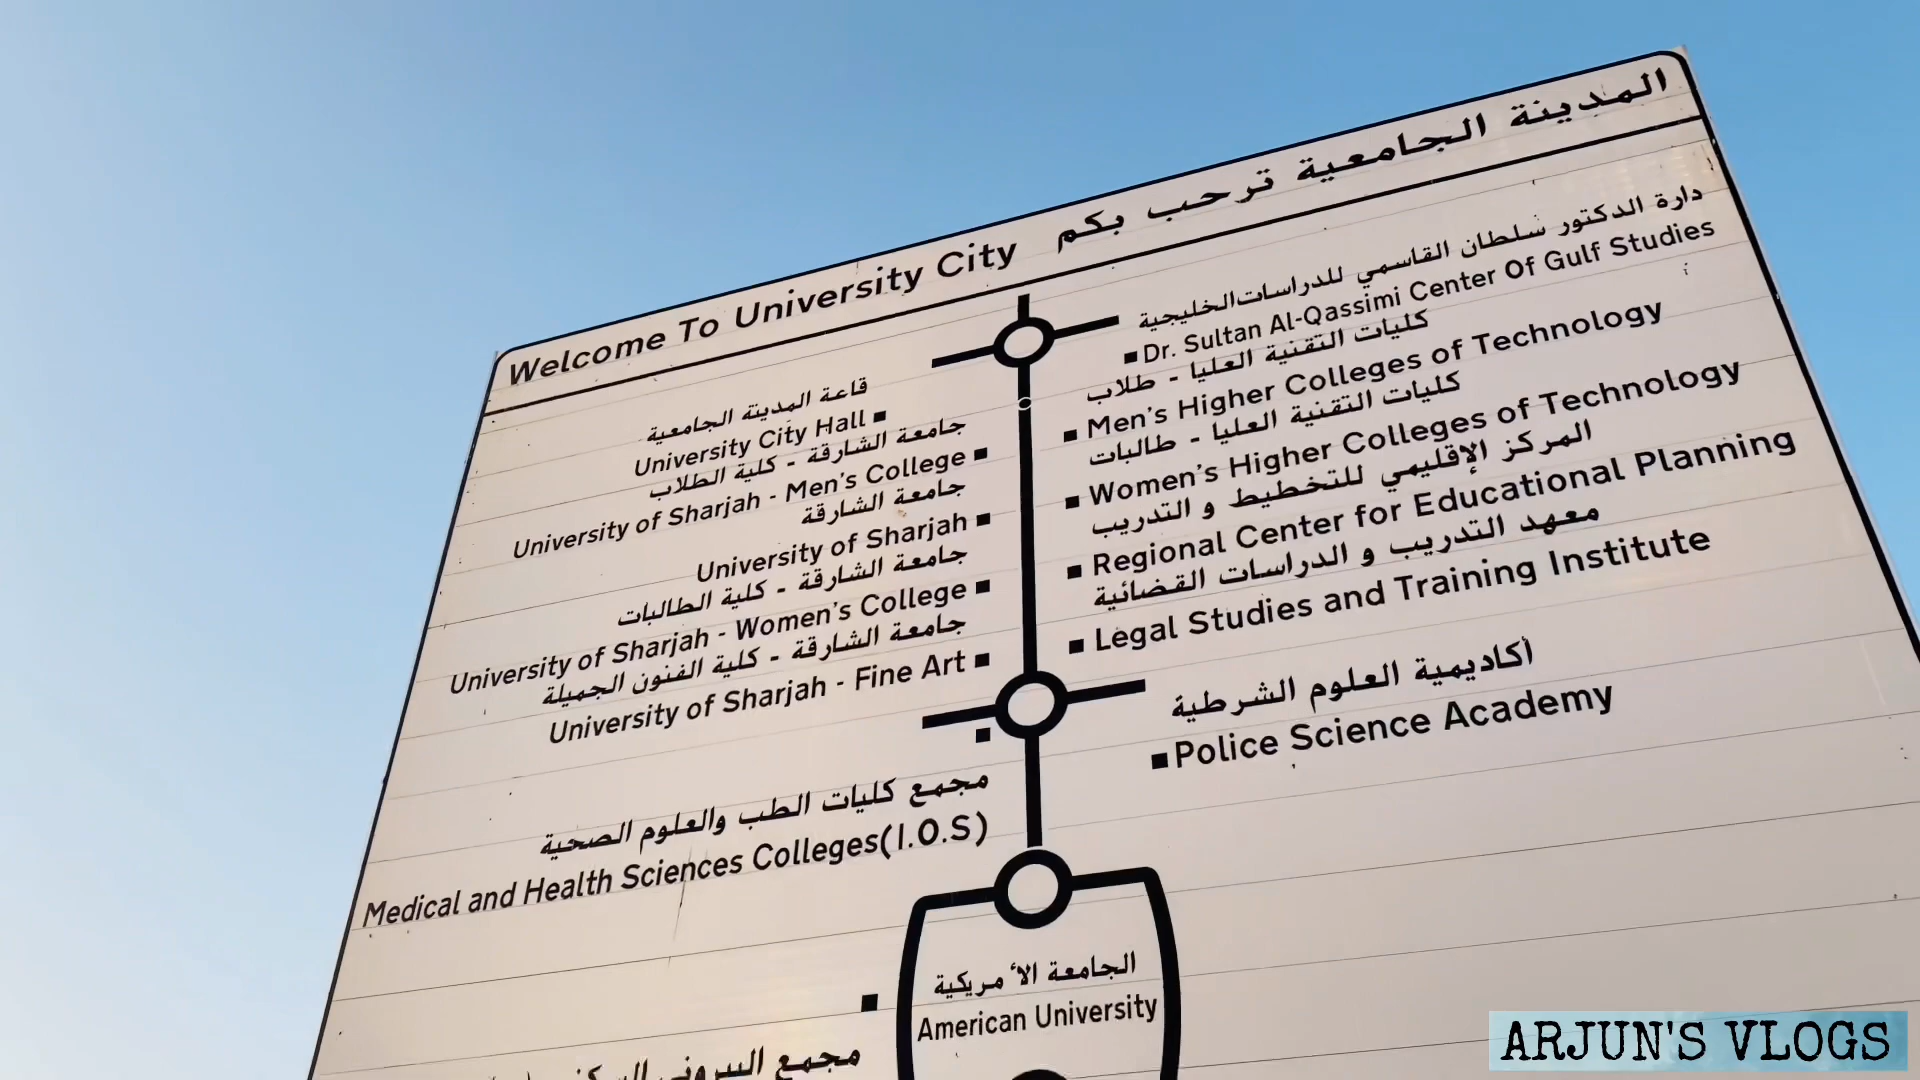 المدينة الجامعية ترحب بكم
Welcome To University City
قاعة المدينة الجامعية
University City Hall
جامعة الشارقة - كلية الطلاب
University of Sharjah - Men's College
جامعة الشارقة
University of Sharjah
جامعة الشارقة - كلية الطالبات
University of Sharjah - Women's College
جامعة الشارقة - كلية الفنون الجميلة
University of Sharjah - Fine Art
مجمع كليات الطب والعلوم الصحية
Medical and Health Sciences Colleges(I.O.S)
دارة الدكتور سلطان القاسمي للدراسات الخليجية
Dr. Sultan Al-Qassimi Center Of Gulf Studies
كليات التقنية العليا - طلاب
Men's Higher Colleges of Technology
كليات التقنية العليا - طالبات
Women's Higher Colleges of Technology
المركز الإقليمي للتخطيط و التدريب
Regional Center for Educational Planning
معهد التدريب و الدراسات القضائية
Legal Studies and Training Institute
أكاديمية العلوم الشرطية
Police Science Academy
الجامعة الأمريكية
American University
مجمع البيروني
ARJUN'S VLOGS